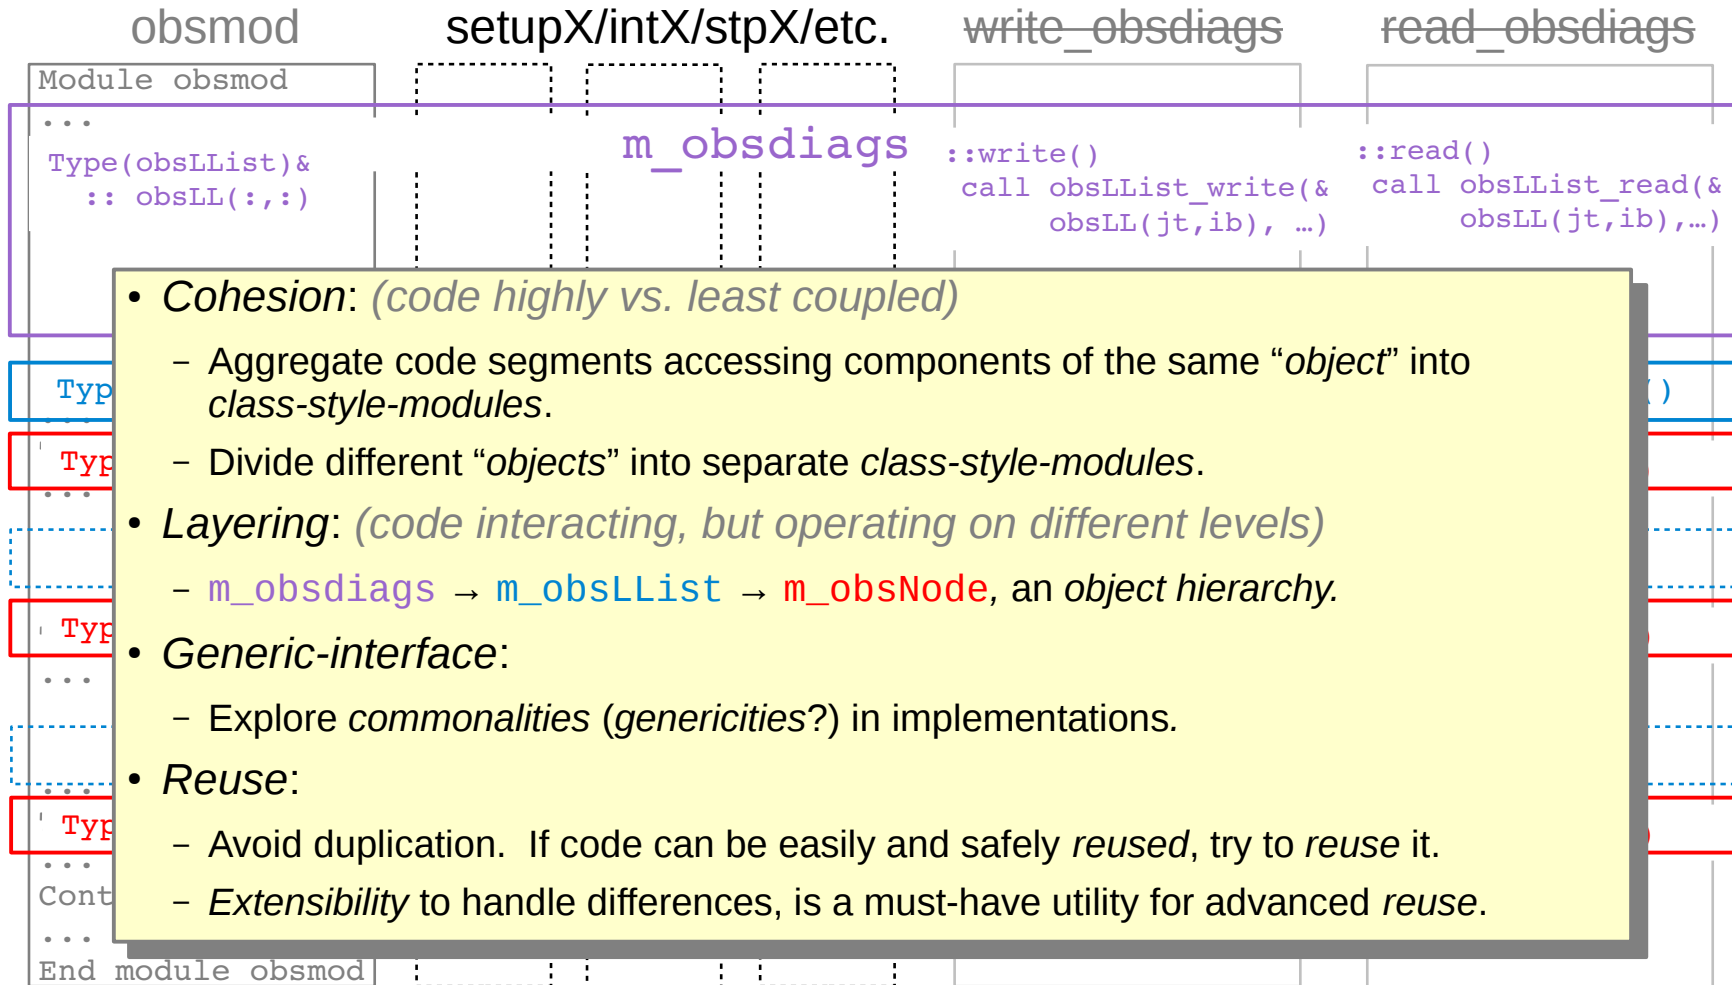 obsmod
setupX/intX/stpX/etc.
write_obsdiags
read_obsdiags
Module obsmod
...
Type(obsLList)&
:: obsLL(:,:)
m_obsdiags
::write()
call obsLList_write(&
obsLL(jt,ib), …)
::read()
call obsLList_read(&
obsLL(jt,ib),…)
• Cohesion: (code highly vs. least coupled)
– Aggregate code segments accessing components of the same “object” into
class-style-modules.
– Divide different “objects” into separate class-style-modules.
• Layering: (code interacting, but operating on different levels)
– m_obsdiags → m_obsLList → m_obsNode, an object hierarchy.
• Generic-interface:
– Explore commonalities (genericities?) in implementations.
• Reuse:
– Avoid duplication.  If code can be easily and safely reused, try to reuse it.
– Extensibility to handle differences, is a must-have utility for advanced reuse.
Typ
()
...
Typ
...
Typ
...
...
Typ
...
Cont
...
End module obsmod